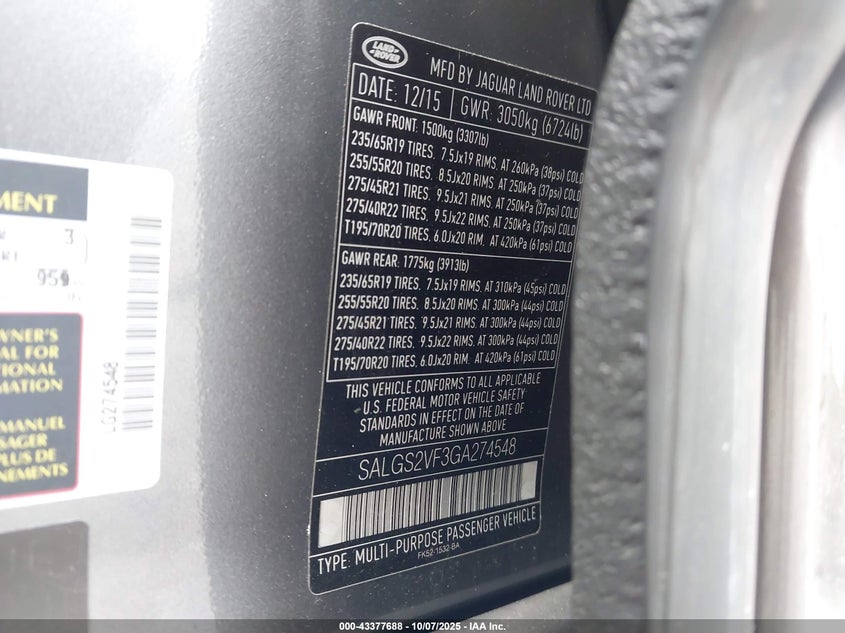 MENT
3
LG274548
WNER'S
AL FOR
TIONAL
RMATION
MANUEL
SAGER
PLUS DE
NEMENTS
LAND
ROVER
MFD BY JAGUAR LAND ROVER LTD
DATE: 12/15 GWR: 3050kg (6724lb)
GAWR FRONT: 1500kg (3307lb)
235/65R19 TIRES. 7.5Jx19 RIMS. AT 260kPa (38psi) COLD
255/55R20 TIRES. 8.5Jx20 RIMS. AT 250kPa (37psi) COLD
275/45R21 TIRES. 9.5Jx21 RIMS. AT 250kPa (37psi) COLD
275/40R22 TIRES. 9.5Jx22 RIMS. AT 250kPa (37psi) COLD
T195/70R20 TIRES. 6.0Jx20 RIM. AT 420kPa (61psi) COLD
GAWR REAR: 1775kg (3913lb)
235/65R19 TIRES. 7.5Jx19 RIMS. AT 310kPa (45psi) COLD
255/55R20 TIRES. 8.5Jx20 RIMS. AT 300kPa (44psi) COLD
275/45R21 TIRES. 9.5Jx21 RIMS. AT 300kPa (44psi) COLD
275/40R22 TIRES. 9.5Jx22 RIMS. AT 300kPa (44psi) COLD
T195/70R20 TIRES. 6.0Jx20 RIM. AT 420kPa (61psi) COLD
THIS VEHICLE CONFORMS TO ALL APPLICABLE
U.S. FEDERAL MOTOR VEHICLE SAFETY
STANDARDS IN EFFECT ON THE DATE OF
MANUFACTURE SHOWN ABOVE
SALGS2VF3GA274548
TYPE: MULTI-PURPOSE PASSENGER VEHICLE
FK52-1532-BA
000-43377688 - 10/07/2025 - IAA Inc.